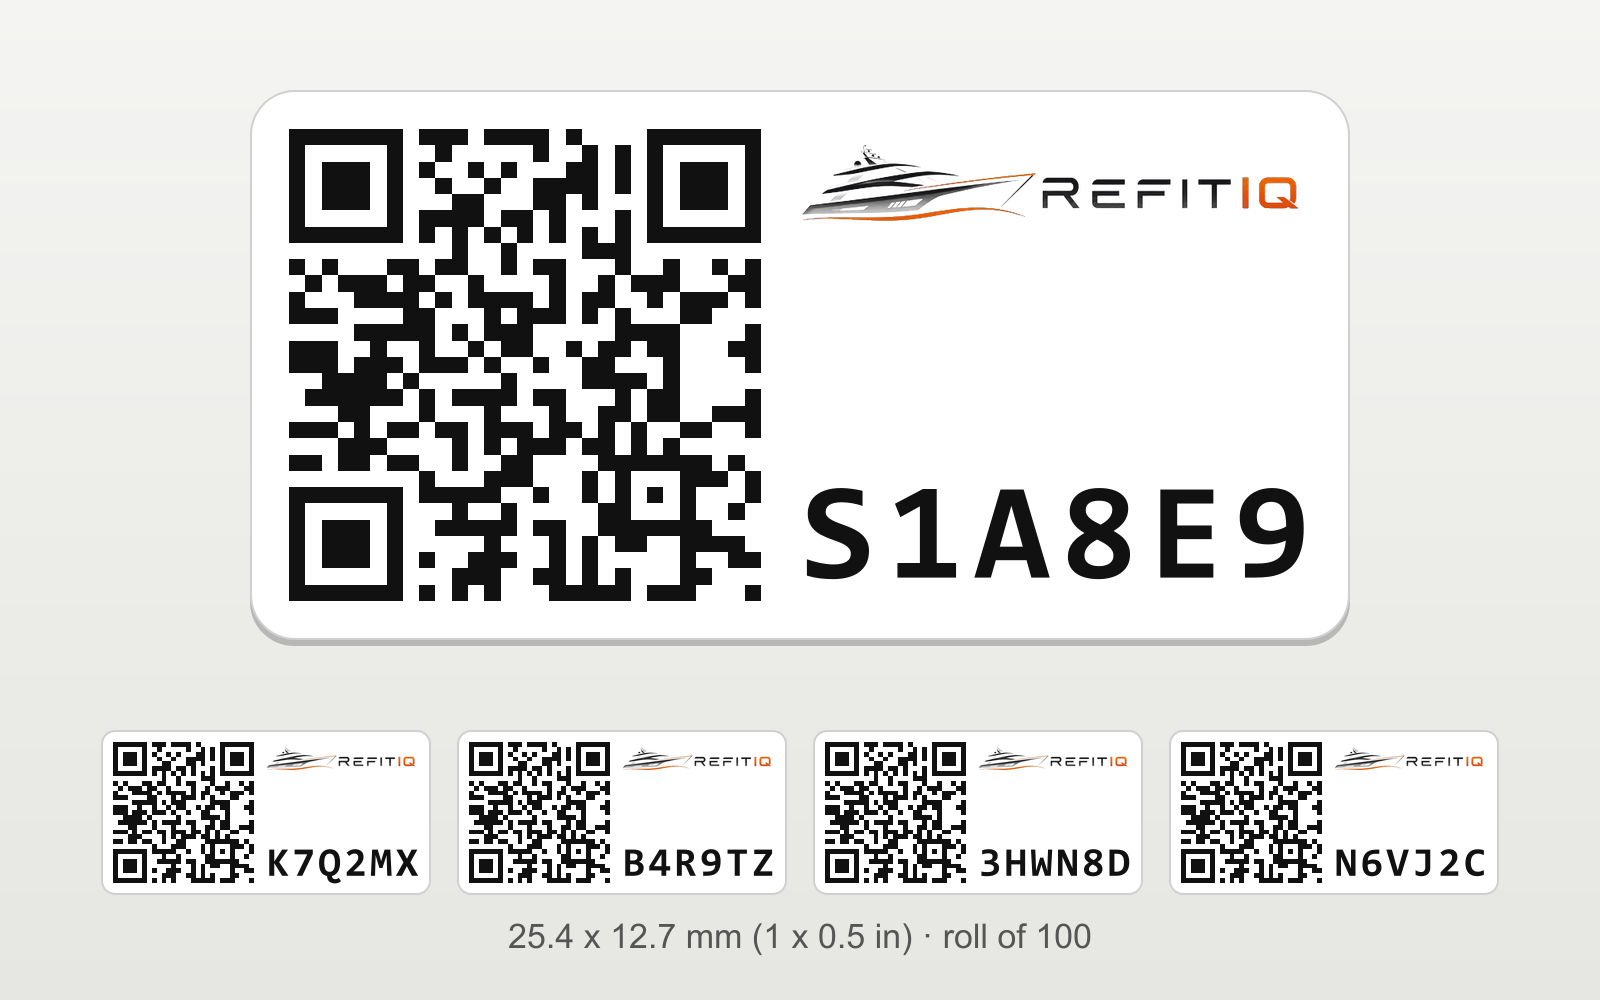 REFITIQ
S1A8E9
REFITIQ
K7Q2MX
REFITIQ
B4R9TZ
REFITIQ
3HWN8D
REFITIQ
N6VJ2C
25.4 x 12.7 mm (1 x 0.5 in) · roll of 100